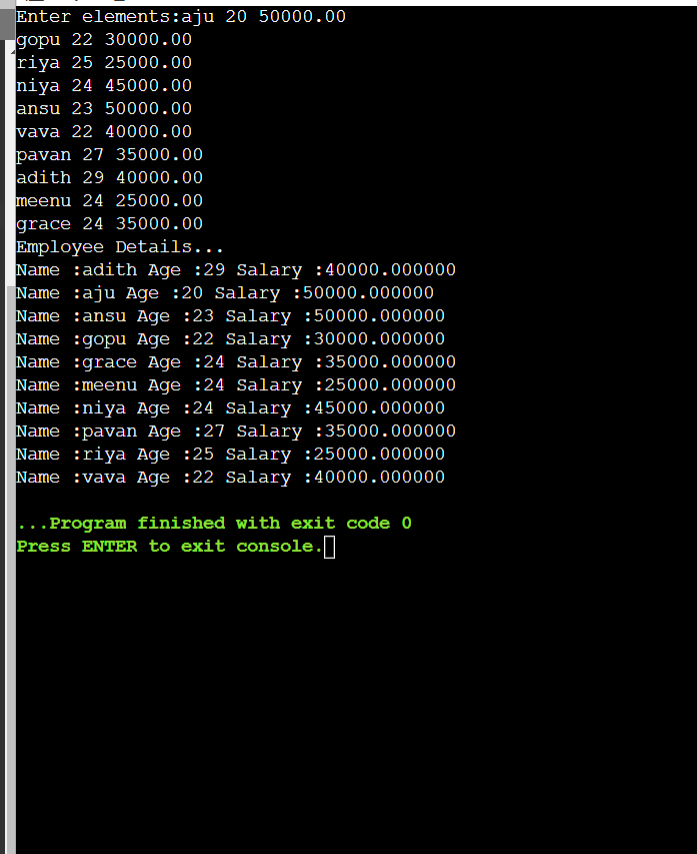 Enter elements:aju 20 50000.00
gopu 22 30000.00
riya 25 25000.00
niya 24 45000.00
ansu 23 50000.00
vava 22 40000.00
pavan 27 35000.00
adith 29 40000.00
meenu 24 25000.00
grace 24 35000.00
Employee Details...
Name :adith Age :29 Salary :40000.000000
Name :aju Age :20 Salary :50000.000000
Name :ansu Age :23 Salary :50000.000000
Name :gopu Age :22 Salary :30000.000000
Name :grace Age :24 Salary :35000.000000
Name :meenu Age :24 Salary :25000.000000
Name :niya Age :24 Salary :45000.000000
Name :pavan Age :27 Salary :35000.000000
Name :riya Age :25 Salary :25000.000000
Name :vava Age :22 Salary :40000.000000
...Program finished with exit code 0
Press ENTER to exit console.